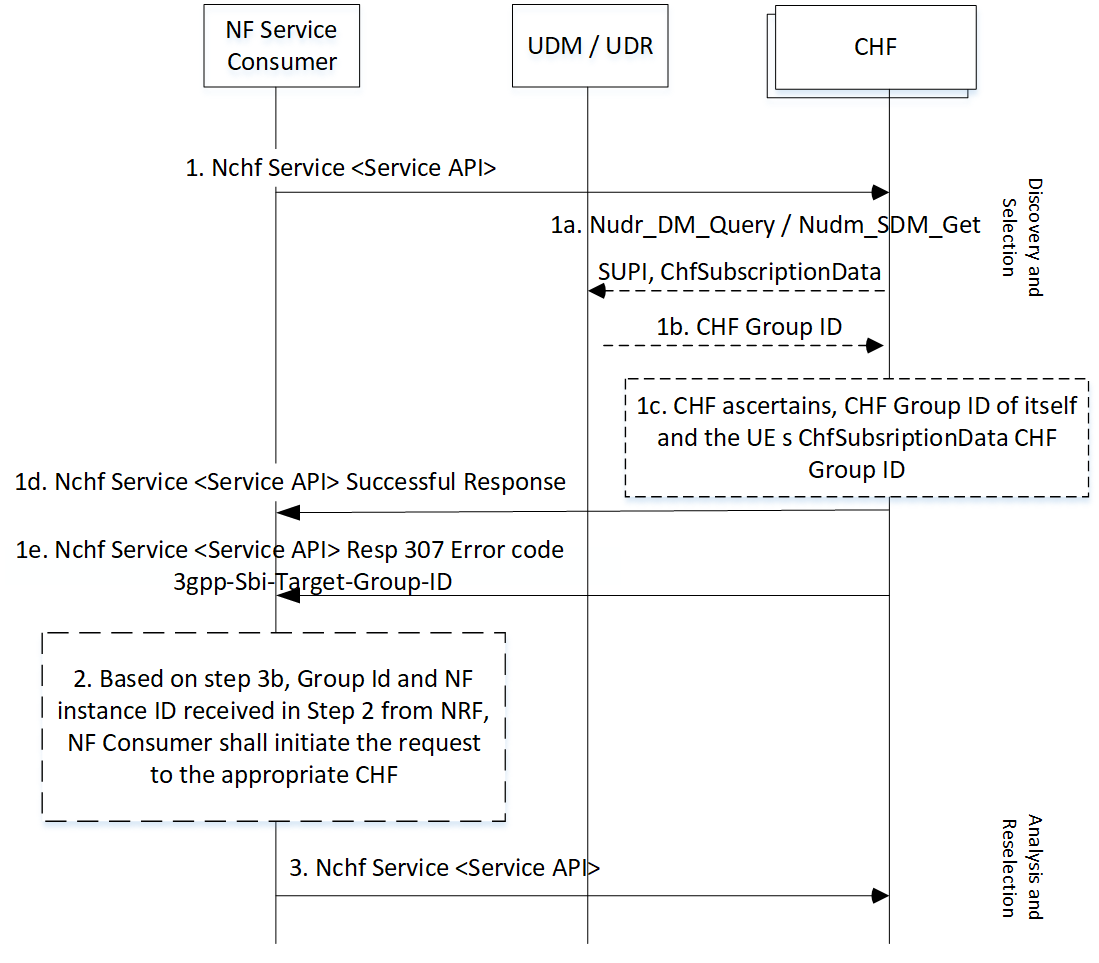 NF Service
Consumer
UDM / UDR
CHF
1. Nchf Service <Service API>
Discovery and
Selection
1a. Nudr_DM_Query / Nudm_SDM_Get
SUPI, ChfSubscriptionData
1b. CHF Group ID
1c. CHF ascertains, CHF Group ID of itself
and the UE s ChfSubsriptionData CHF
Group ID
1d. Nchf Service <Service API> Successful Response
1e. Nchf Service <Service API> Resp 307 Error code
3gpp-Sbi-Target-Group-ID
2. Based on step 3b, Group Id and NF
instance ID received in Step 2 from NRF,
NF Consumer shall initiate the request
to the appropriate CHF
Analysis and
Reselection
3. Nchf Service <Service API>